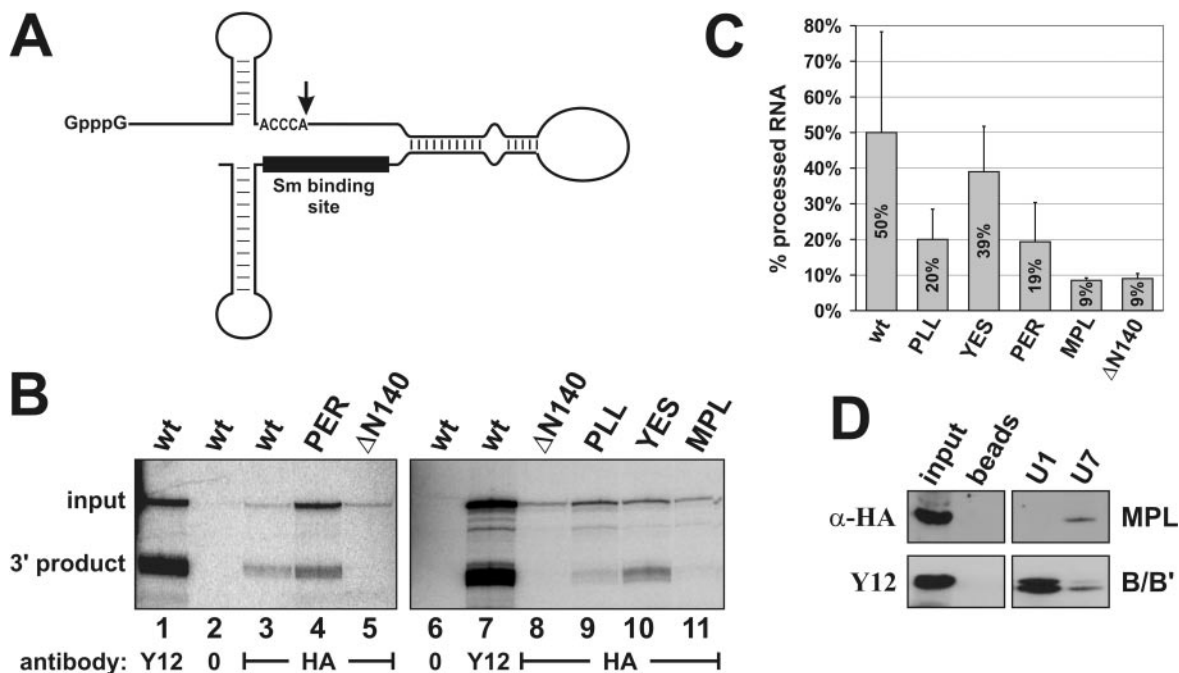 A
GpppG
ACCCA
Sm binding
site
C
% processed RNA
80%
70%
60%
50%
40%
30%
20%
10%
0%
50%
20%
39%
19%
9%
9%
wt PLL YES PER MPL ΔN140
B
wt wt wt PER ΔN140 wt wt ΔN140 PLL YES MPL
input
3' product
1 2 3 4 5 6 7 8 9 10 11
antibody: Y12 0 HA 0 Y12 HA
D
input beads U1 U7
α-HA MPL
Y12 B/B'